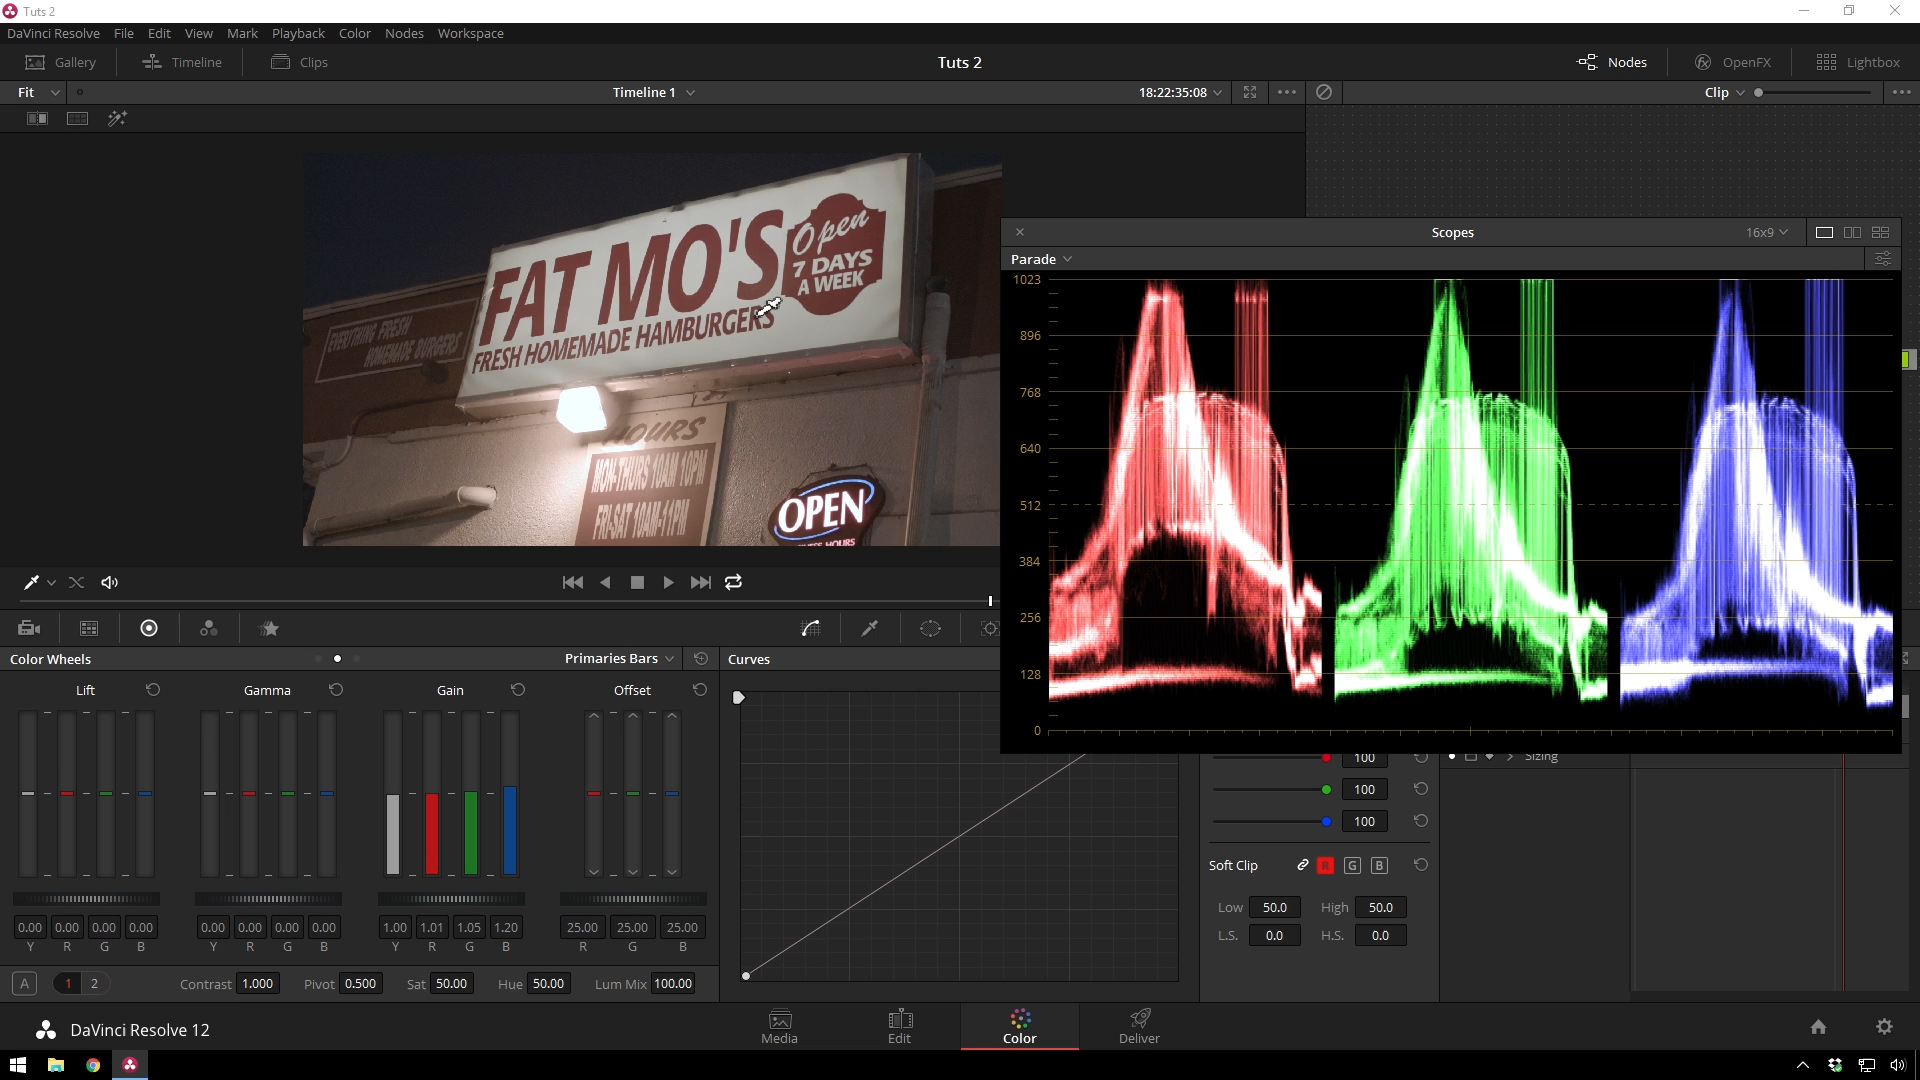 Tuts 2
DaVinci Resolve File Edit View Mark Playback Color Nodes Workspace
Gallery Timeline Clips Tuts 2 Nodes OpenFX Lightbox
Fit Timeline 1 18:22:35:08 Clip
FAT MO'S
FRESH HOMEMADE HAMBURGERS
Open
7 DAYS
A WEEK
EVERYTHING FRESH
HOMEMADE BURGERS
HOURS
MON-THURS 10AM 10PM
FRI-SAT 10AM-11PM
OPEN
HOURS
Scopes 16x9
Parade
1023
896
768
640
512
384
256
128
0
Color Wheels Primaries Bars Curves
Lift Gamma Gain Offset
0.00 0.00 0.00 0.00 0.00 0.00 0.00 0.00 1.00 1.01 1.05 1.20 25.00 25.00 25.00
Y R G B Y R G B Y R G B R G B
A 1 2 Contrast 1.000 Pivot 0.500 Sat 50.00 Hue 50.00 Lum Mix 100.00
100 Sizing
100
100
Soft Clip R G B
Low 50.0 High 50.0
L.S. 0.0 H.S. 0.0
DaVinci Resolve 12 Media Edit Color Deliver